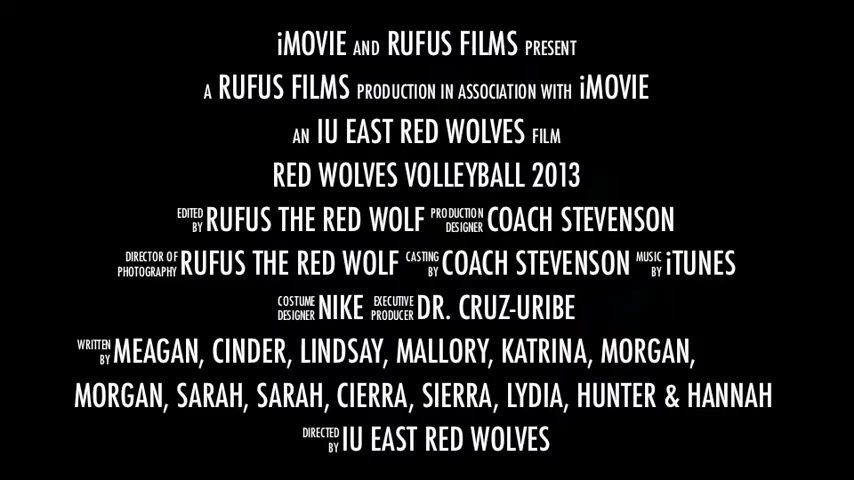 iMOVIE AND RUFUS FILMS PRESENT
A RUFUS FILMS PRODUCTION IN ASSOCIATION WITH iMOVIE
AN IU EAST RED WOLVES FILM
RED WOLVES VOLLEYBALL 2013
EDITED BY RUFUS THE RED WOLF PRODUCTION DESIGNER COACH STEVENSON
DIRECTOR OF PHOTOGRAPHY RUFUS THE RED WOLF CASTING BY COACH STEVENSON MUSIC BY iTUNES
COSTUME DESIGNER NIKE EXECUTIVE PRODUCER DR. CRUZ-URIBE
WRITTEN BY MEAGAN, CINDER, LINDSAY, MALLORY, KATRINA, MORGAN,
MORGAN, SARAH, SARAH, CIERRA, SIERRA, LYDIA, HUNTER & HANNAH
DIRECTED BY IU EAST RED WOLVES